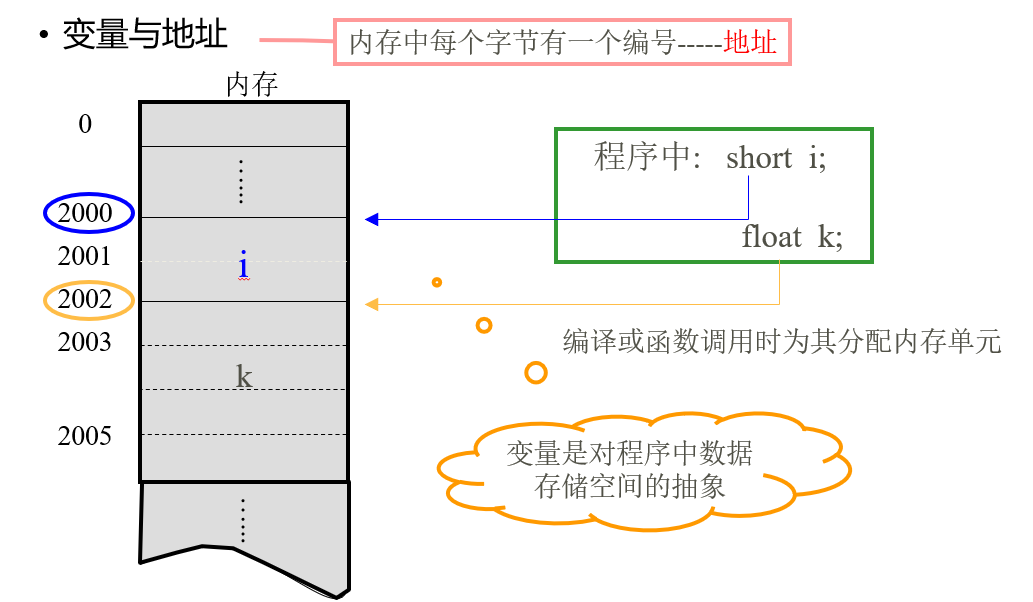 • 变量与地址
内存中每个字节有一个编号-----地址
内存
0
……
2000
2001
i
2002
2003
k
2005
……
程序中: short i;
float k;
编译或函数调用时为其分配内存单元
变量是对程序中数据
存储空间的抽象